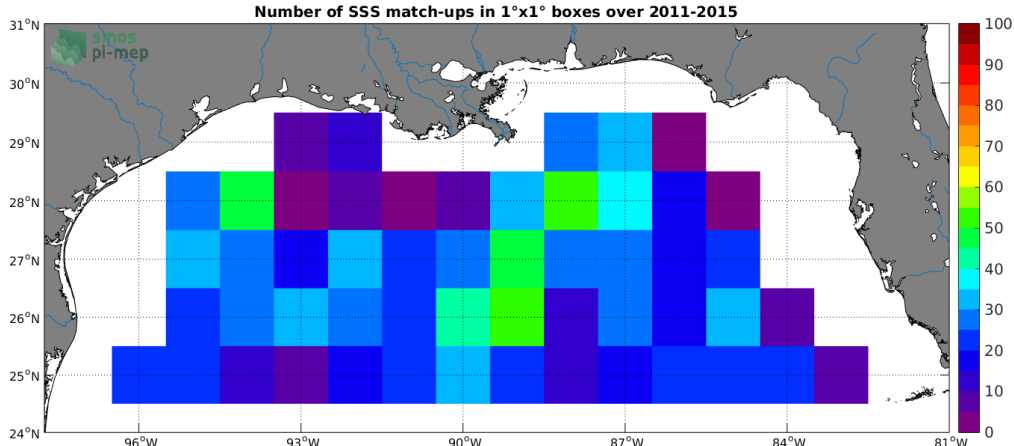 Number of SSS match-ups in 1°x1° boxes over 2011-2015
smos
pi-mep
31°N
30°N
29°N
28°N
27°N
26°N
25°N
24°N
96°W 93°W 90°W 87°W 84°W 81°W
100
90
80
70
60
50
40
30
20
10
0